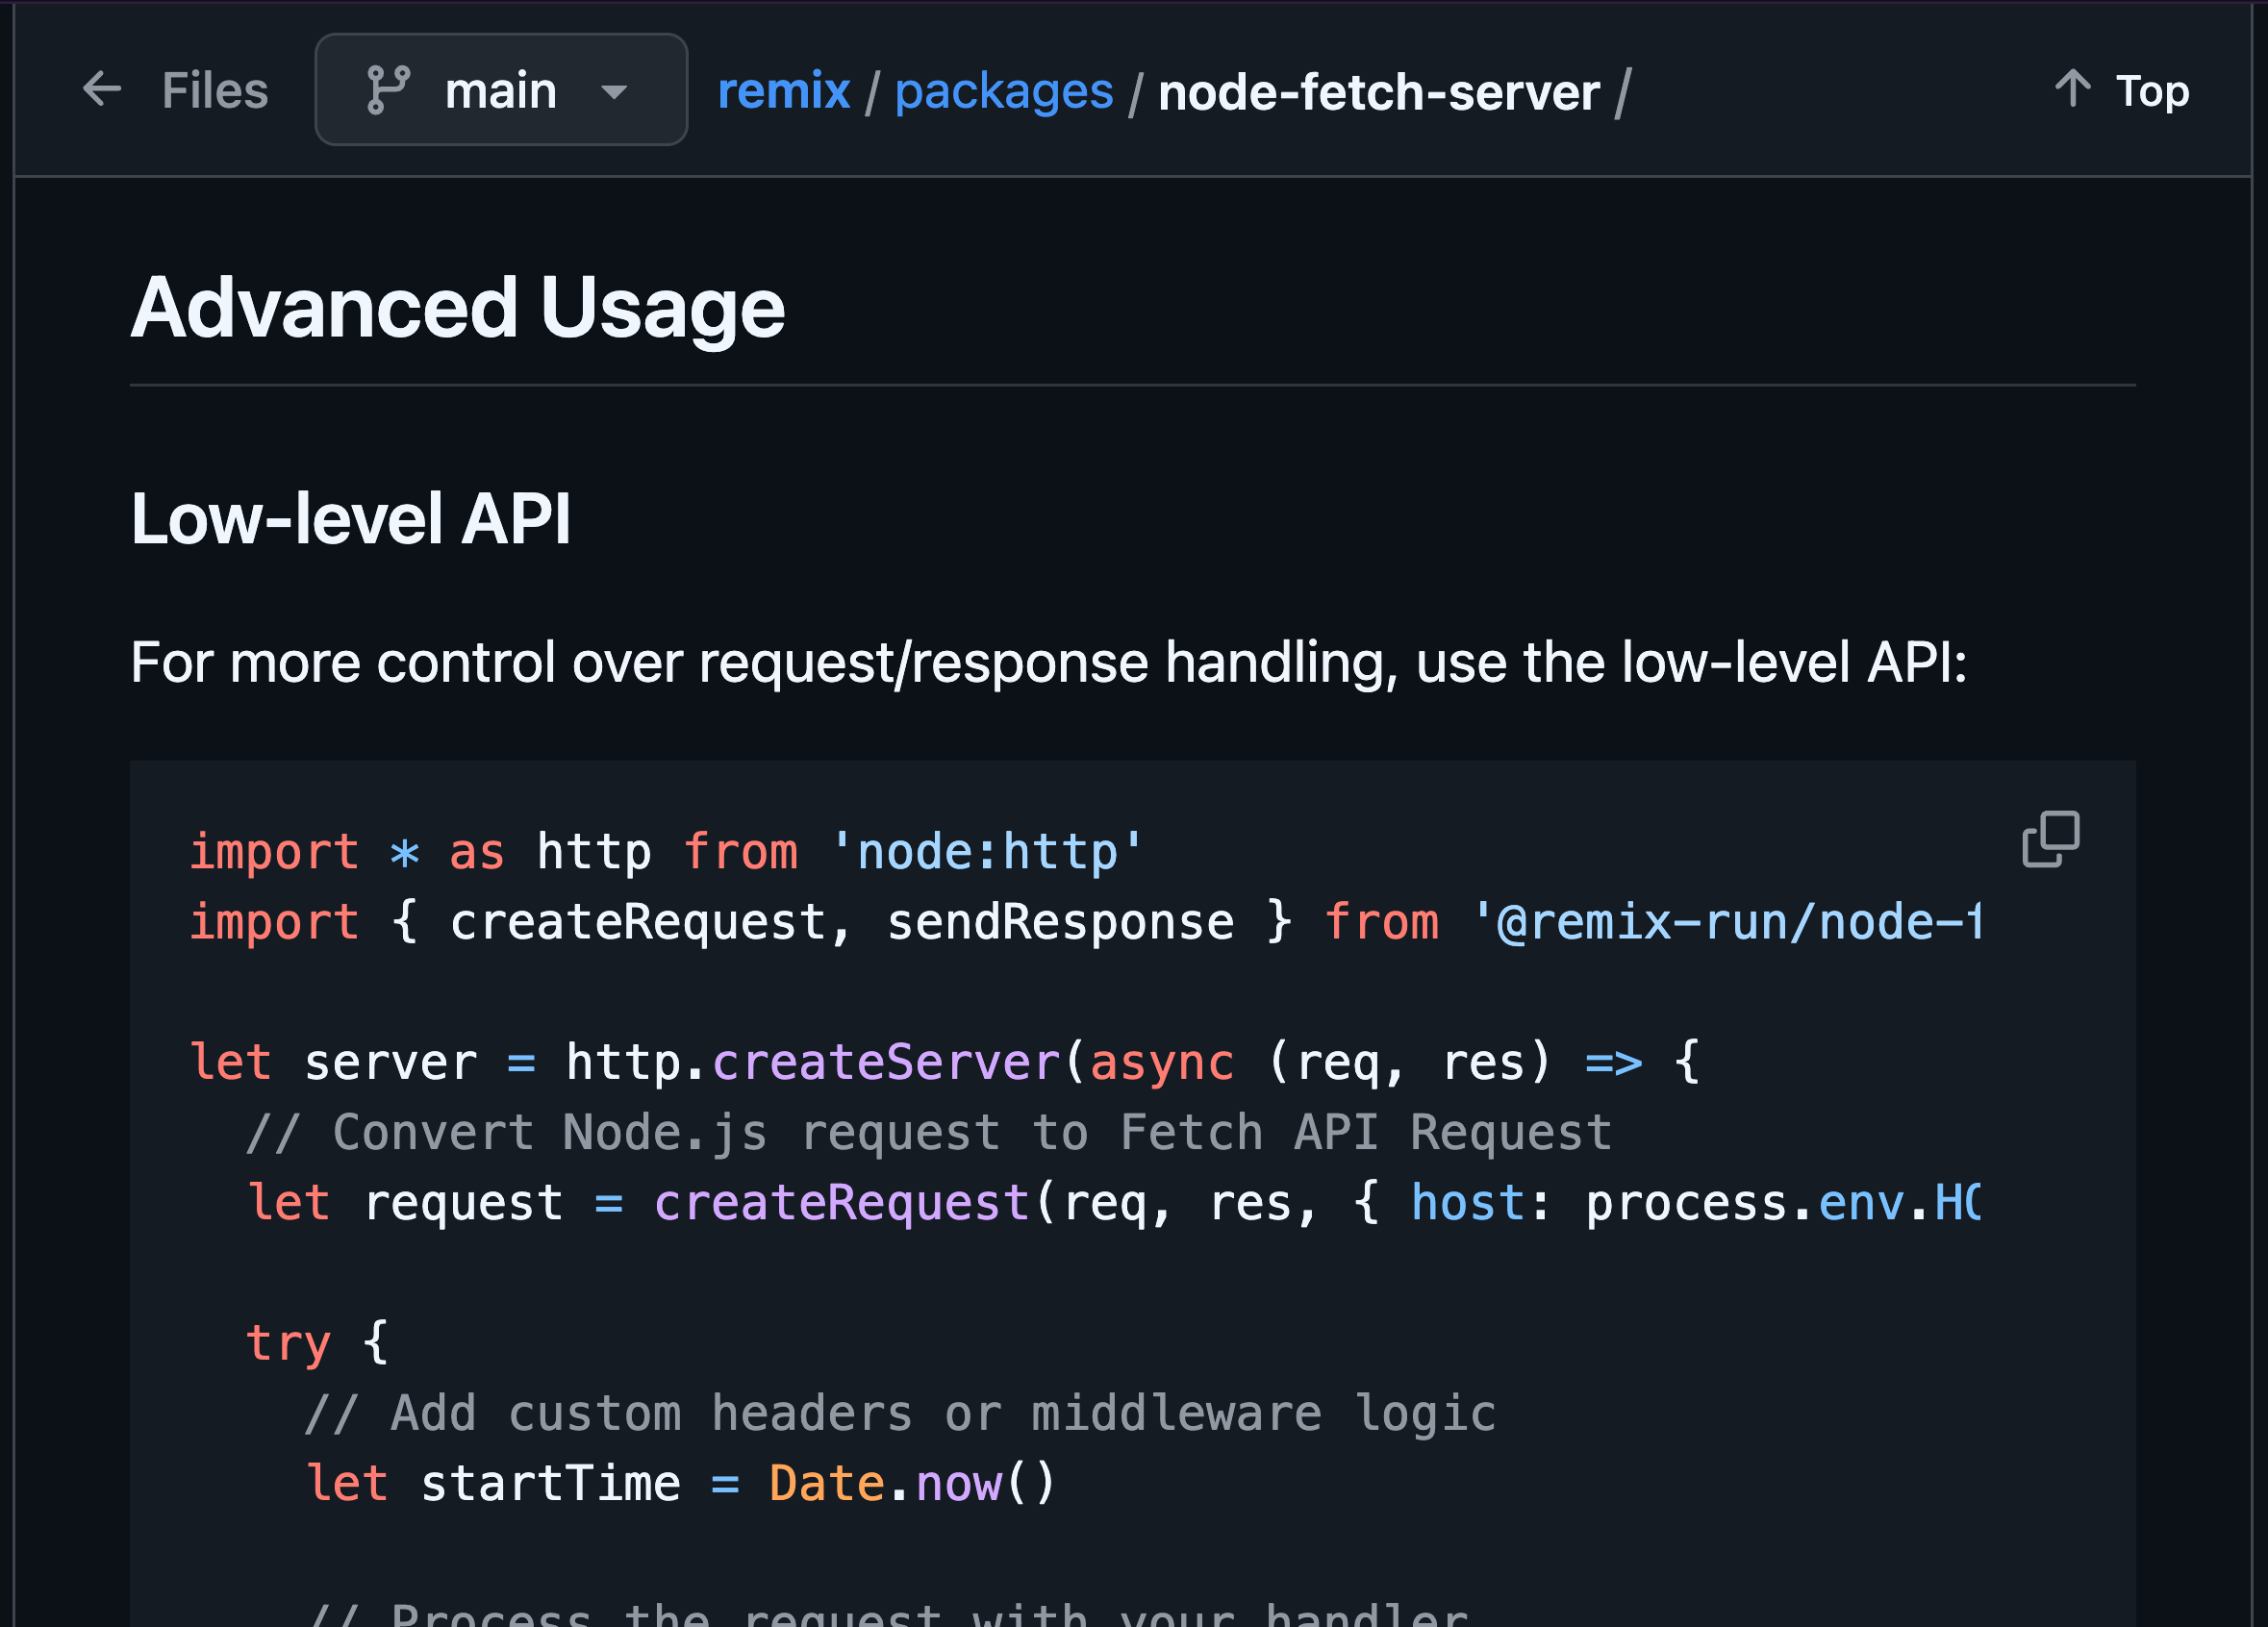 Files main remix / packages / node-fetch-server / Top
Advanced Usage
Low-level API
For more control over request/response handling, use the low-level API:
import * as http from 'node:http'
import { createRequest, sendResponse } from '@remix-run/node-
let server = http.createServer(async (req, res) => {
// Convert Node.js request to Fetch API Request
let request = createRequest(req, res, { host: process.env.
try {
// Add custom headers or middleware logic
let startTime = Date.now()
// Process the request with your handler